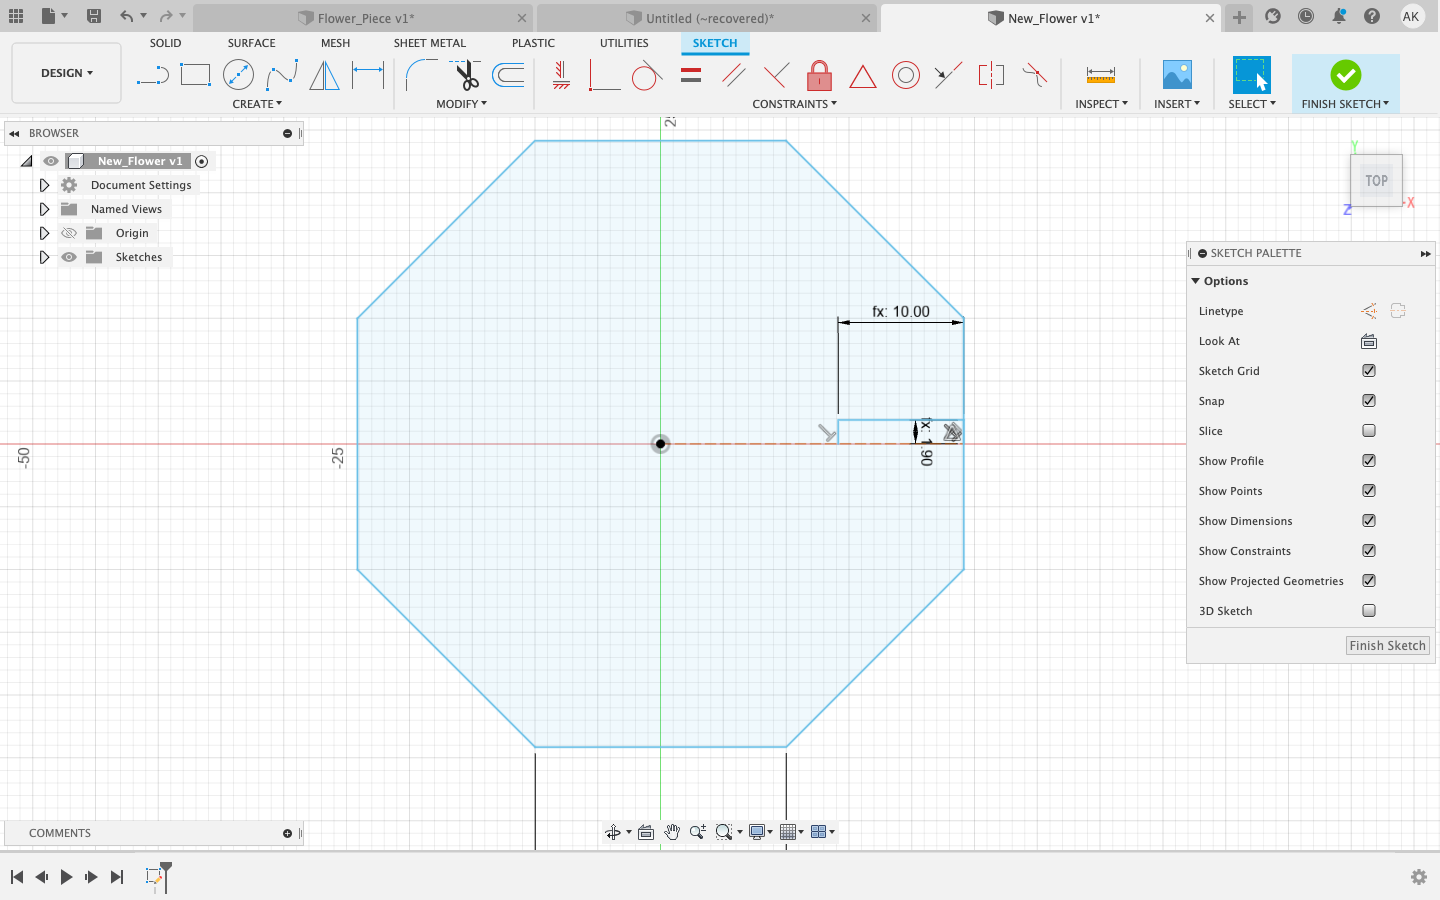 Flower_Piece v1*
Untitled (~recovered)*
New_Flower v1*
AK
SOLID
SURFACE
MESH
SHEET METAL
PLASTIC
UTILITIES
SKETCH
DESIGN
CREATE
MODIFY
CONSTRAINTS
INSPECT
INSERT
SELECT
FINISH SKETCH
BROWSER
New_Flower v1
Document Settings
Named Views
Origin
Sketches
Y
TOP
Z
X
fx: 10.00
fx: 1.90
-50
-25
SKETCH PALETTE
Options
Linetype
Look At
Sketch Grid
Snap
Slice
Show Profile
Show Points
Show Dimensions
Show Constraints
Show Projected Geometries
3D Sketch
Finish Sketch
COMMENTS